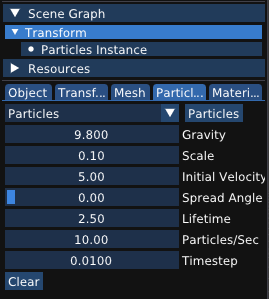 Scene Graph
Transform
Particles Instance
Resources
Object Transf... Mesh Particl... Materi...
Particles Particles
9.800 Gravity
0.10 Scale
5.00 Initial Velocity
0.00 Spread Angle
2.50 Lifetime
10.00 Particles/Sec
0.0100 Timestep
Clear